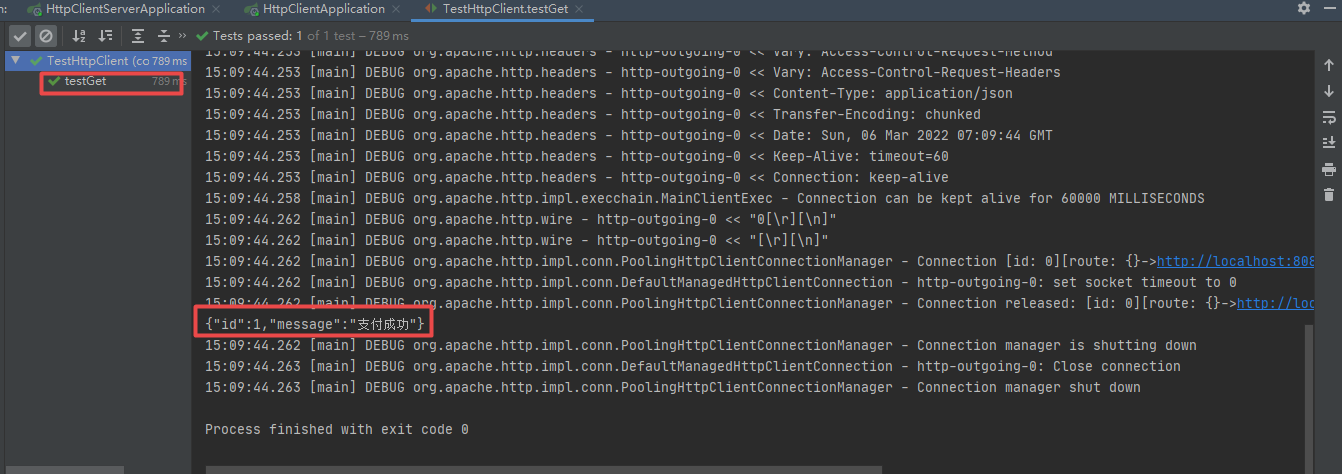 n: HttpClientServerApplication HttpClientApplication TestHttpClient.testGet
Tests passed: 1 of 1 test – 789 ms
TestHttpClient (co 789 ms
testGet 789 ms
15:09:44.253 [main] DEBUG org.apache.http.headers - http-outgoing-0 << Vary: Access-Control-Request-Method
15:09:44.253 [main] DEBUG org.apache.http.headers - http-outgoing-0 << Vary: Access-Control-Request-Headers
15:09:44.253 [main] DEBUG org.apache.http.headers - http-outgoing-0 << Content-Type: application/json
15:09:44.253 [main] DEBUG org.apache.http.headers - http-outgoing-0 << Transfer-Encoding: chunked
15:09:44.253 [main] DEBUG org.apache.http.headers - http-outgoing-0 << Date: Sun, 06 Mar 2022 07:09:44 GMT
15:09:44.253 [main] DEBUG org.apache.http.headers - http-outgoing-0 << Keep-Alive: timeout=60
15:09:44.253 [main] DEBUG org.apache.http.headers - http-outgoing-0 << Connection: keep-alive
15:09:44.258 [main] DEBUG org.apache.http.impl.execchain.MainClientExec - Connection can be kept alive for 60000 MILLISECONDS
15:09:44.262 [main] DEBUG org.apache.http.wire - http-outgoing-0 << "0[\r][\n]"
15:09:44.262 [main] DEBUG org.apache.http.wire - http-outgoing-0 << "[\r][\n]"
15:09:44.262 [main] DEBUG org.apache.http.impl.conn.PoolingHttpClientConnectionManager - Connection [id: 0][route: {}->http://localhost:808
15:09:44.262 [main] DEBUG org.apache.http.impl.conn.DefaultManagedHttpClientConnection - http-outgoing-0: set socket timeout to 0
15:09:44.262 [main] DEBUG org.apache.http.impl.conn.PoolingHttpClientConnectionManager - Connection released: [id: 0][route: {}->http://loc
{"id":1,"message":"支付成功"}
15:09:44.262 [main] DEBUG org.apache.http.impl.conn.PoolingHttpClientConnectionManager - Connection manager is shutting down
15:09:44.263 [main] DEBUG org.apache.http.impl.conn.DefaultManagedHttpClientConnection - http-outgoing-0: Close connection
15:09:44.263 [main] DEBUG org.apache.http.impl.conn.PoolingHttpClientConnectionManager - Connection manager shut down
Process finished with exit code 0